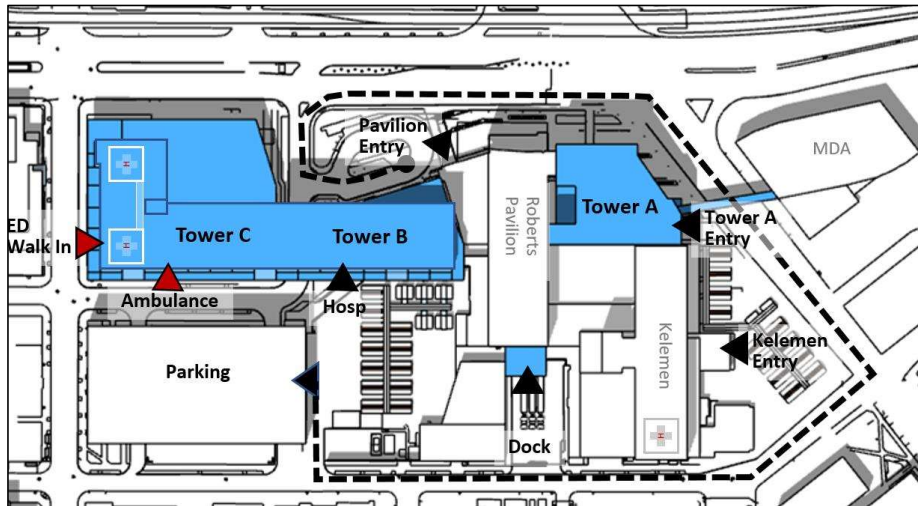 Pavilion
Entry
MDA
Roberts
Pavilion
Tower A
Tower A
Entry
ED
Walk In
Tower C
Tower B
Ambulance
Hosp
Parking
Kelemen
Kelemen
Entry
Dock
H
H
H